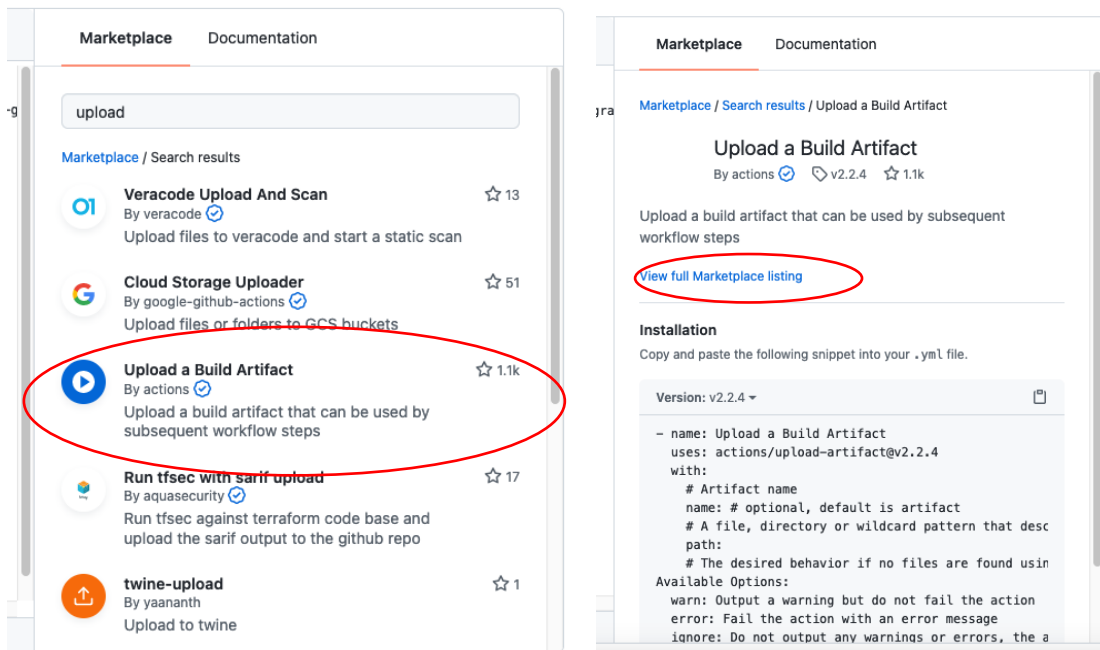 Marketplace Documentation
upload
Marketplace / Search results
Veracode Upload And Scan 13
By veracode
Upload files to veracode and start a static scan
Cloud Storage Uploader 51
By google-github-actions
Upload files or folders to GCS buckets
Upload a Build Artifact 1.1k
By actions
Upload a build artifact that can be used by
subsequent workflow steps
Run tfsec with sarif upload 17
By aquasecurity
Run tfsec against terraform code base and
upload the sarif output to the github repo
twine-upload 1
By yaananth
Upload to twine
-g
Marketplace Documentation
gra
Marketplace / Search results / Upload a Build Artifact
Upload a Build Artifact
By actions v2.2.4 1.1k
Upload a build artifact that can be used by subsequent
workflow steps
View full Marketplace listing
Installation
Copy and paste the following snippet into your .yml file.
Version: v2.2.4
- name: Upload a Build Artifact
uses: actions/upload-artifact@v2.2.4
with:
# Artifact name
name: # optional, default is artifact
# A file, directory or wildcard pattern that desc
path:
# The desired behavior if no files are found usin
Available Options:
warn: Output a warning but do not fail the action
error: Fail the action with an error message
ignore: Do not output any warnings or errors, the a